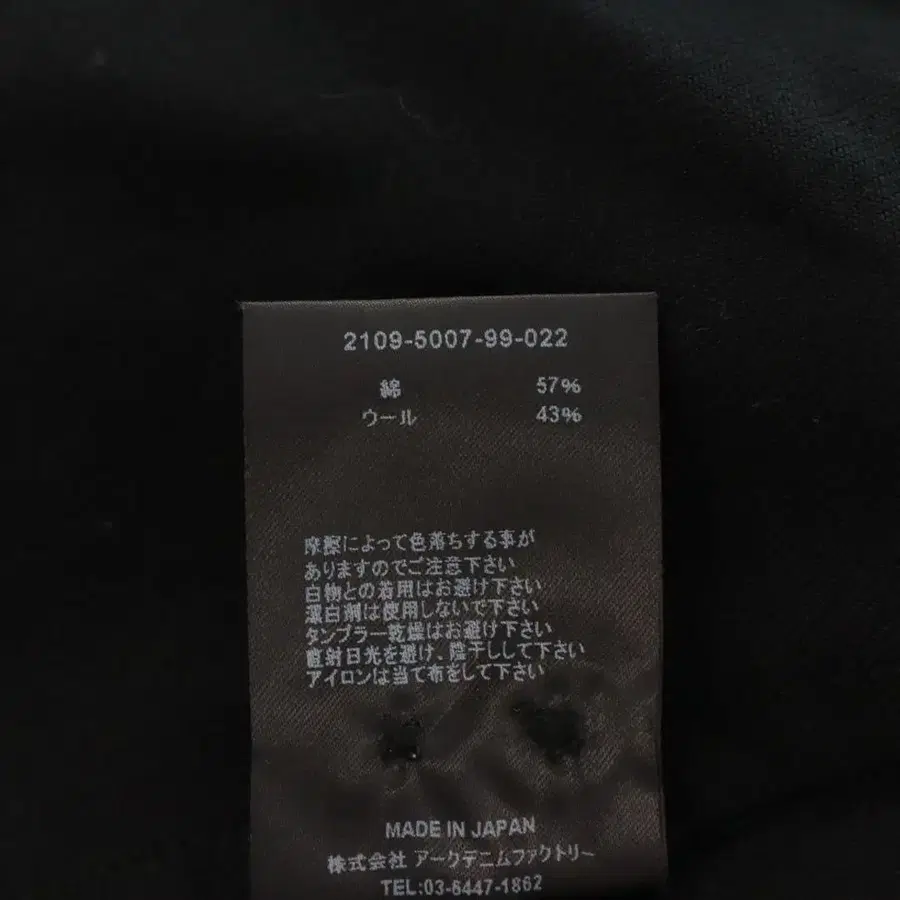 2109-5007-99-022
綿 57%
ウール 43%
摩擦によって色落ちする事が
ありますのでご注意下さい
白物との着用はお避け下さい
漂白剤は使用しないで下さい
タンブラー乾燥はお避け下さい
直射日光を避け、陰干しして下さい
アイロンは当て布をして下さい
MADE IN JAPAN
株式会社 アークデニムファクトリー
TEL:03-6447-1862